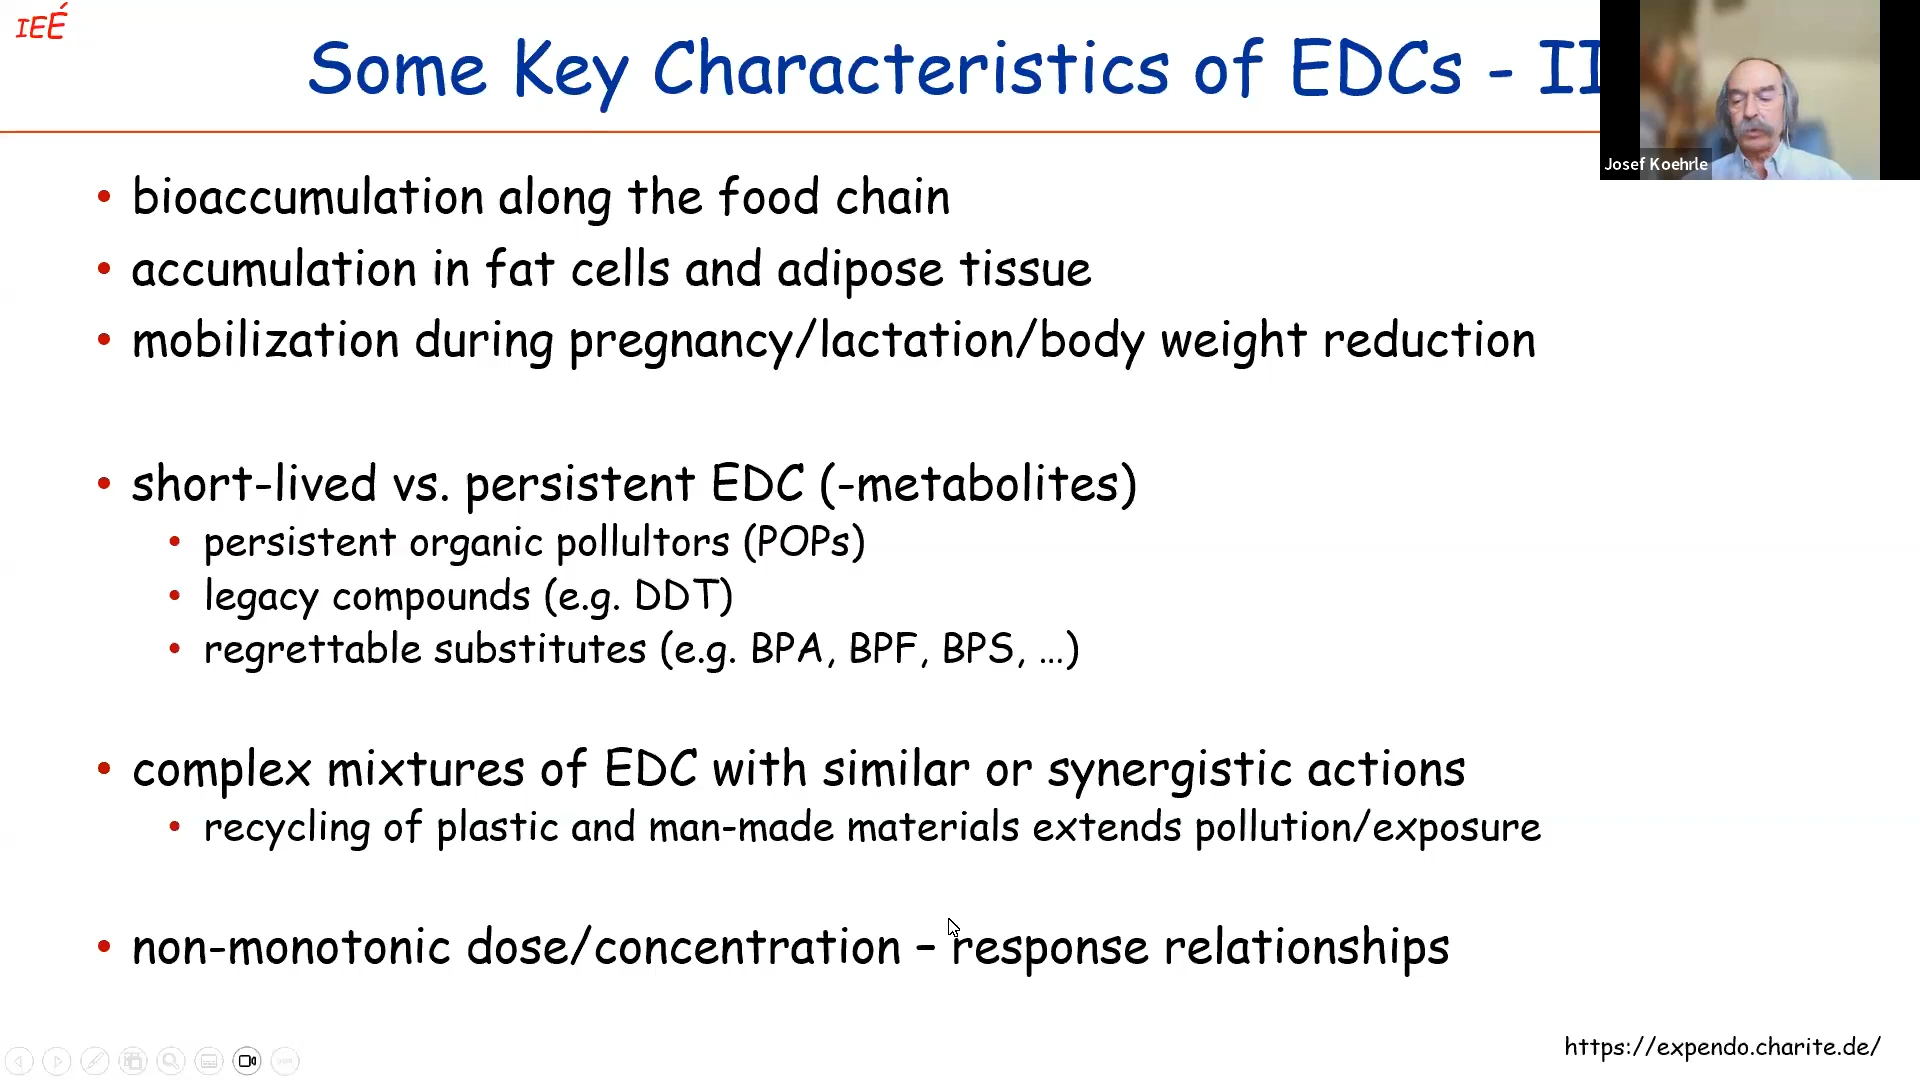 IEÉ
Some Key Characteristics of EDCs - II
Josef Koehrle
• bioaccumulation along the food chain
• accumulation in fat cells and adipose tissue
• mobilization during pregnancy/lactation/body weight reduction
• short-lived vs. persistent EDC (-metabolites)
• persistent organic pollultors (POPs)
• legacy compounds (e.g. DDT)
• regrettable substitutes (e.g. BPA, BPF, BPS, …)
• complex mixtures of EDC with similar or synergistic actions
• recycling of plastic and man-made materials extends pollution/exposure
• non-monotonic dose/concentration – response relationships
https://expendo.charite.de/